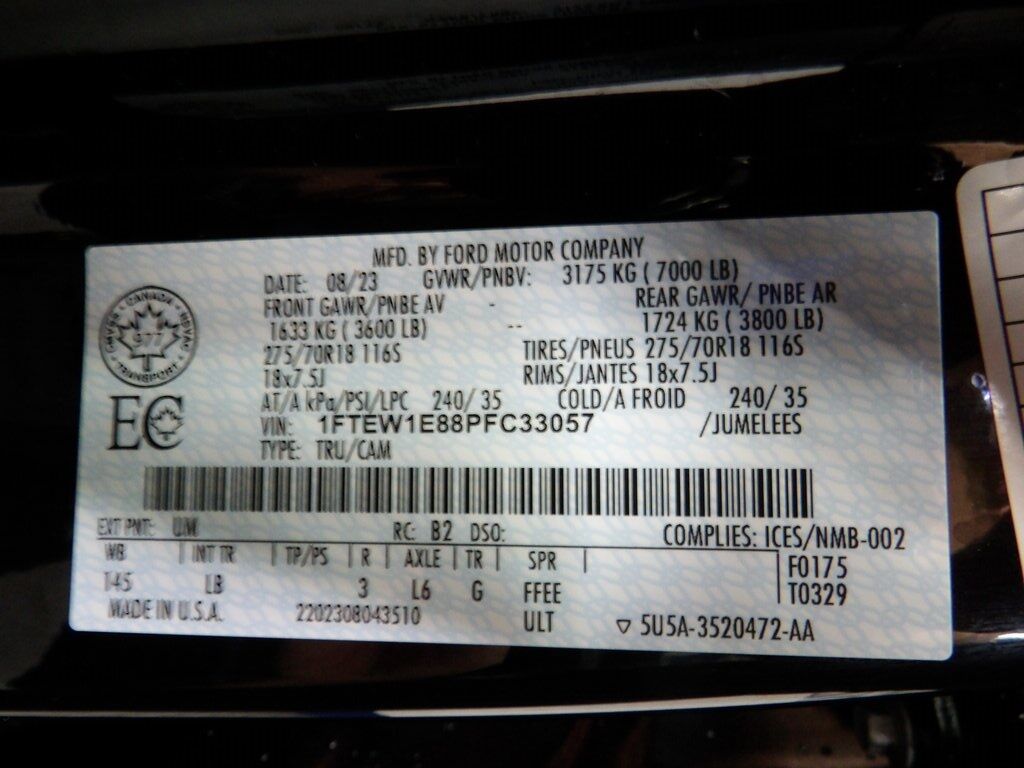 MFD. BY FORD MOTOR COMPANY
DATE: 08/23 GVWR/PNBV: 3175 KG ( 7000 LB)
FRONT GAWR/PNBE AV - REAR GAWR/ PNBE AR
1633 KG ( 3600 LB) -- 1724 KG ( 3800 LB)
275/70R18 116S TIRES/PNEUS 275/70R18 116S
18x7.5J RIMS/JANTES 18x7.5J
AT/A kPa/PSI/LPC 240/ 35 COLD/A FROID 240/ 35
VIN: 1FTEW1E88PFC33057 /JUMELEES
TYPE: TRU/CAM
CANADA
977
TRANSPORT
EC
EXT PNT: UM RC: B2 DSO: COMPLIES: ICES/NMB-002
WB | INT TR | TP/PS | R | AXLE | TR | SPR | F0175
145 LB 3 L6 G FFEE T0329
MADE IN U.S.A. 2202308043510 ULT ▽ 5U5A-3520472-AA